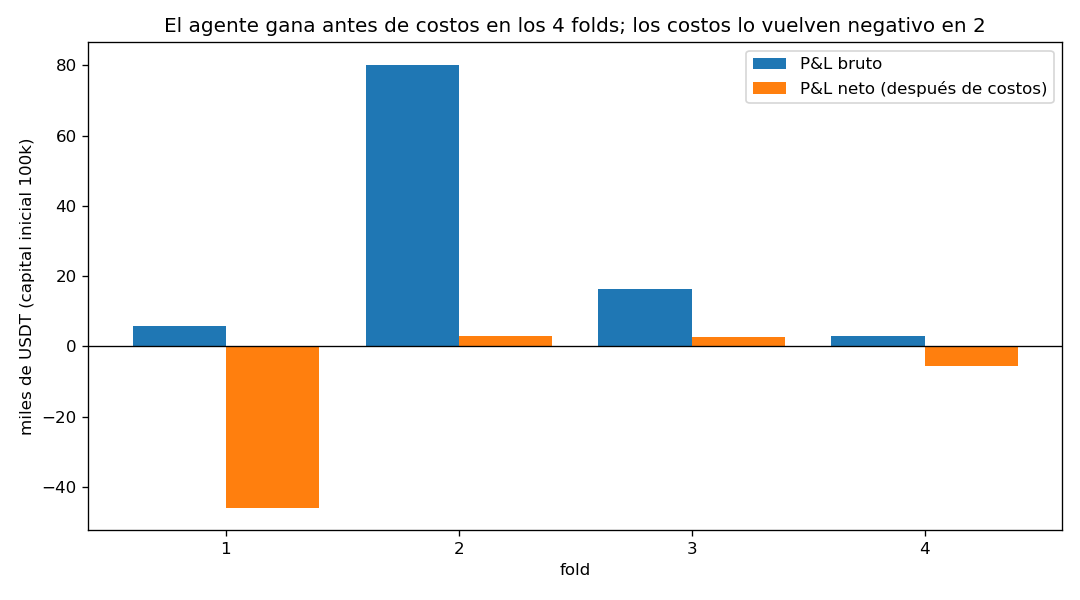 El agente gana antes de costos en los 4 folds; los costos lo vuelven negativo en 2
P&L bruto
P&L neto (después de costos)
miles de USDT (capital inicial 100k)
80
60
40
20
0
−20
−40
1
2
3
4
fold